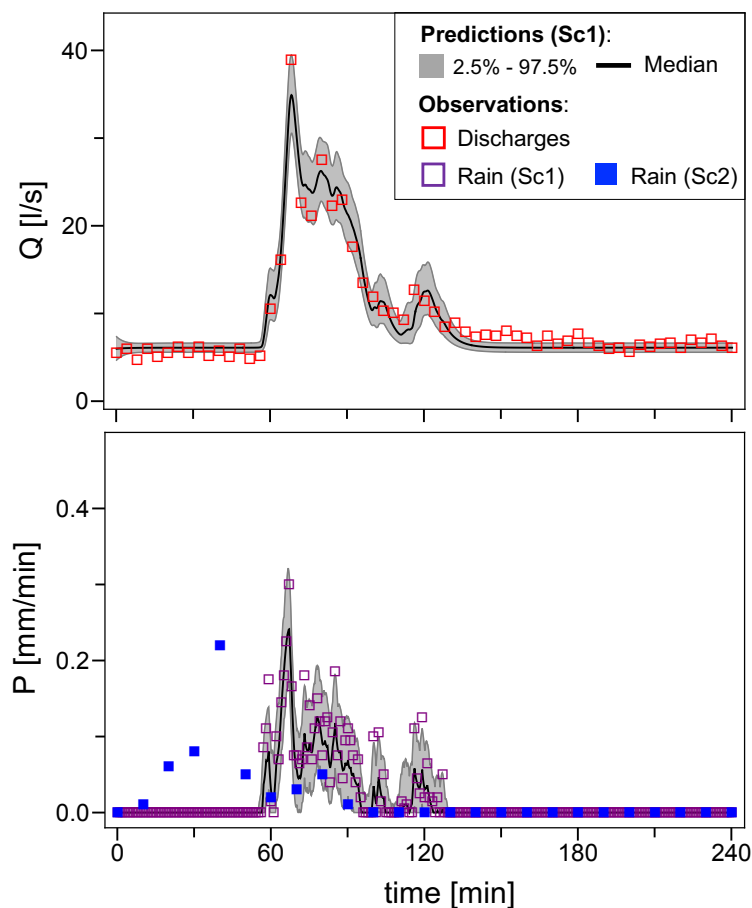 Predictions (Sc1):
2.5% - 97.5% Median
Observations:
Discharges
Rain (Sc1) Rain (Sc2)
40
20
0
Q [l/s]
0.4
0.2
0.0
P [mm/min]
0 60 120 180 240
time [min]